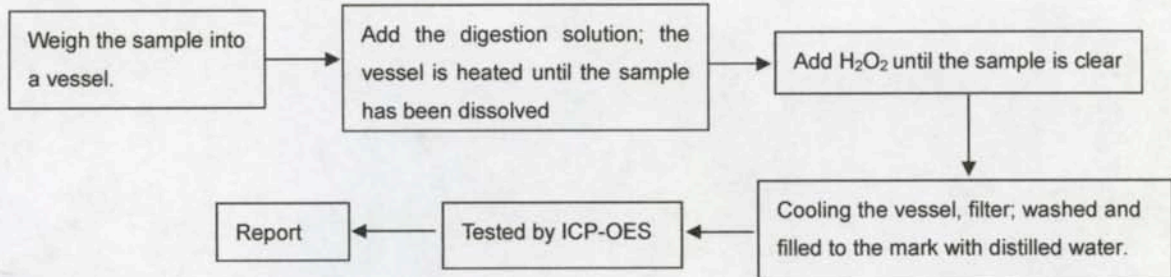 Weigh the sample into
a vessel.
Add the digestion solution; the
vessel is heated until the sample
has been dissolved
Add H₂O₂ until the sample is clear
Cooling the vessel, filter; washed and
filled to the mark with distilled water.
Tested by ICP-OES
Report